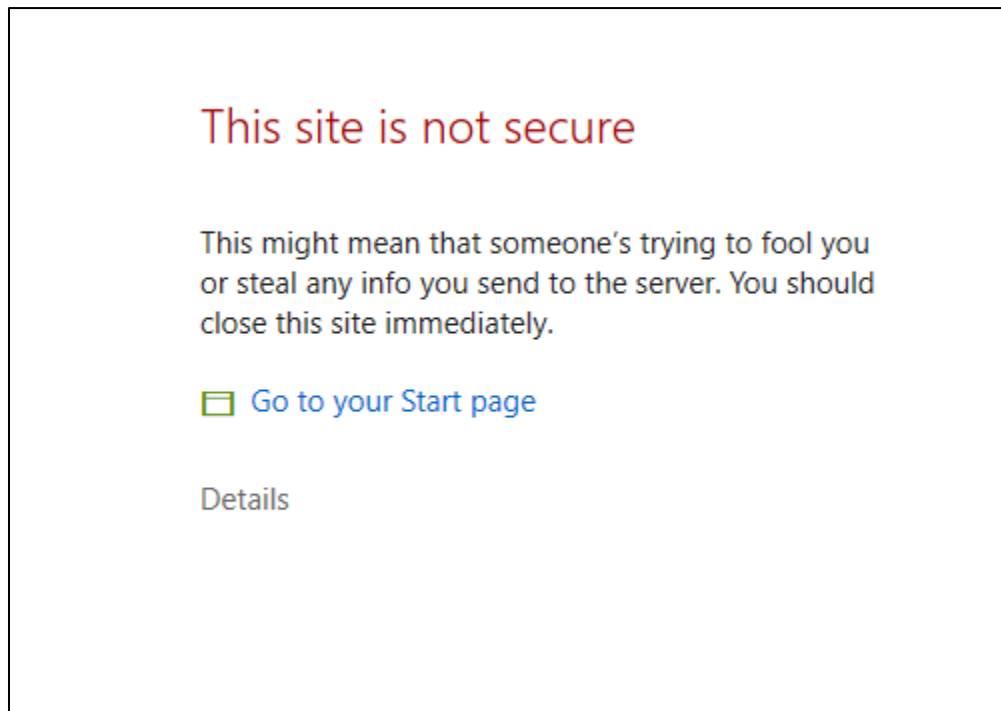 This site is not secure
This might mean that someone’s trying to fool you
or steal any info you send to the server. You should
close this site immediately.
Go to your Start page
Details